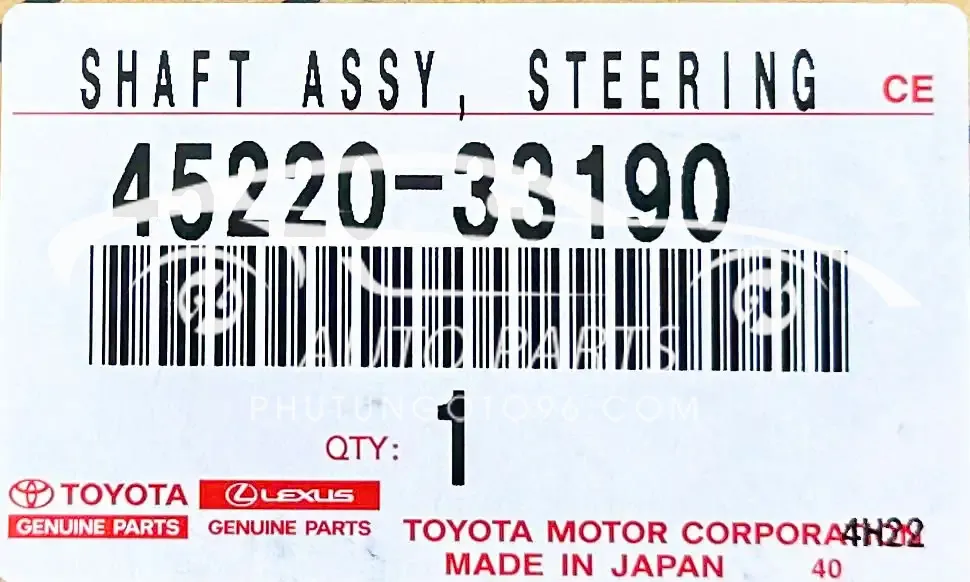 SHAFT ASSY, STEERING CE
45220-33190
AUTO PARTS
PHUTUNGOTO96.COM
1
QTY:
TOYOTA LEXUS
GENUINE PARTS GENUINE PARTS
TOYOTA MOTOR CORPORATION 4H22
MADE IN JAPAN 40